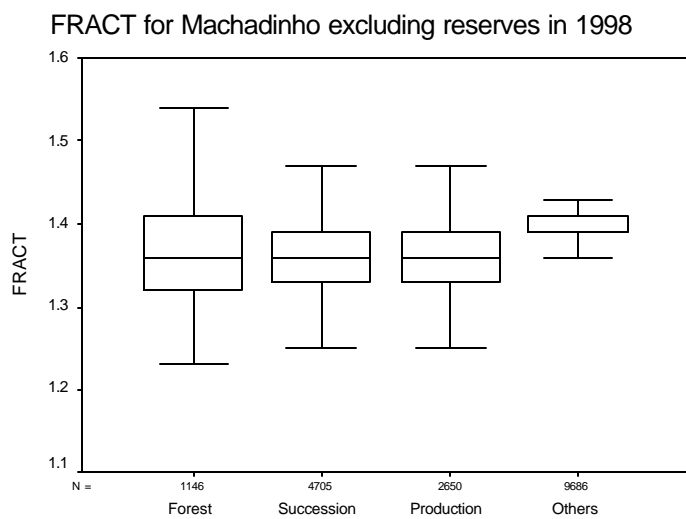 FRACT for Machadinho excluding reserves in 1998
1.6
1.5
1.4
1.3
1.2
1.1
FRACT
N = 1146 4705 2650 9686
Forest Succession Production Others